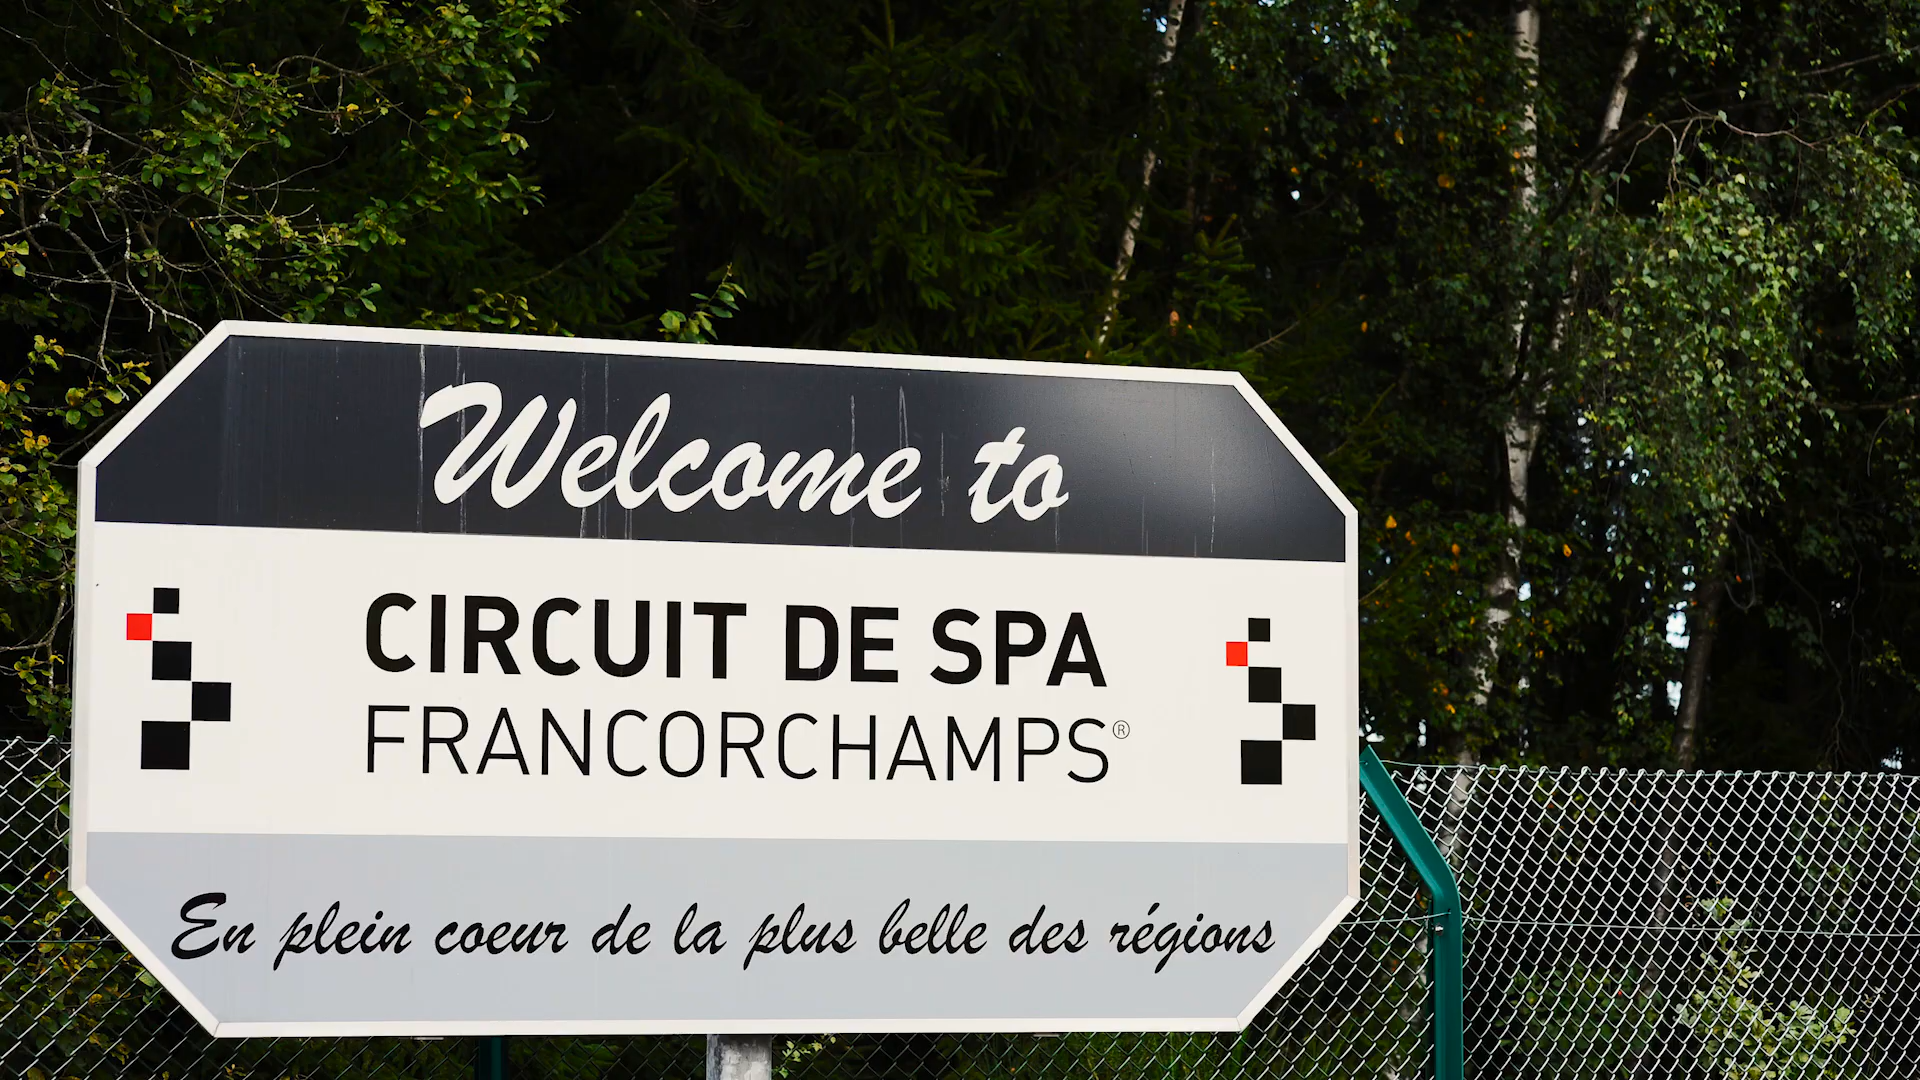 Welcome to
CIRCUIT DE SPA
FRANCORCHAMPS®
En plein coeur de la plus belle des régions